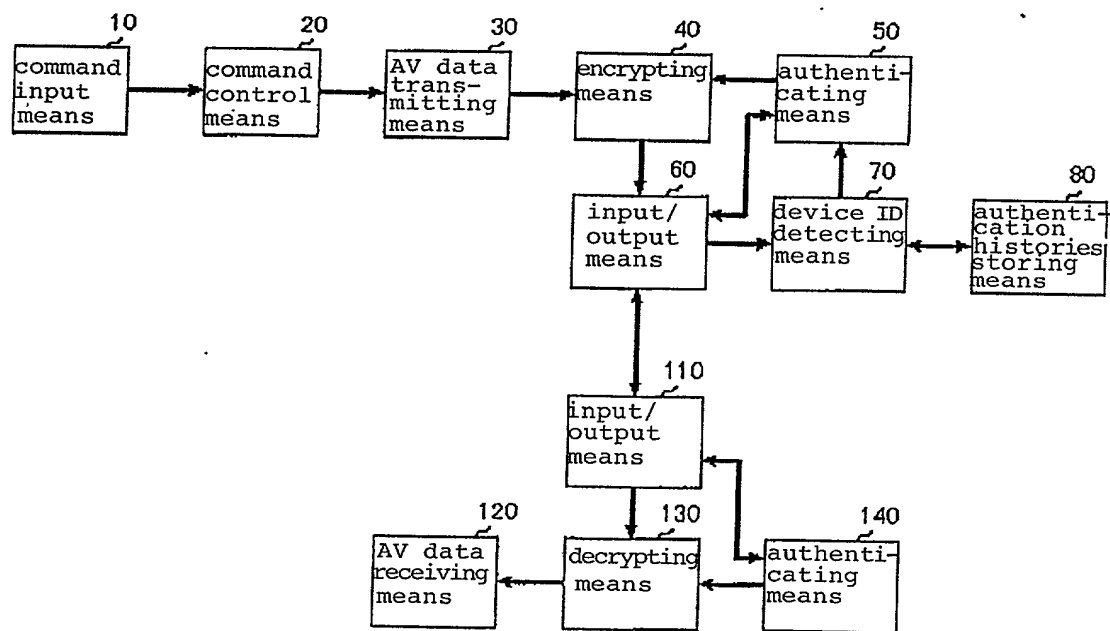 10
command
input
means
20
command
control
means
30
AV data
trans-
mitting
means
40
encrypting
means
50
authenti-
cating
means
60
input/
output
means
70
device ID
detecting
means
80
authenti-
cation
histories
storing
means
110
input/
output
means
120
AV data
receiving
means
130
decrypting
means
140
authenti-
cating
means